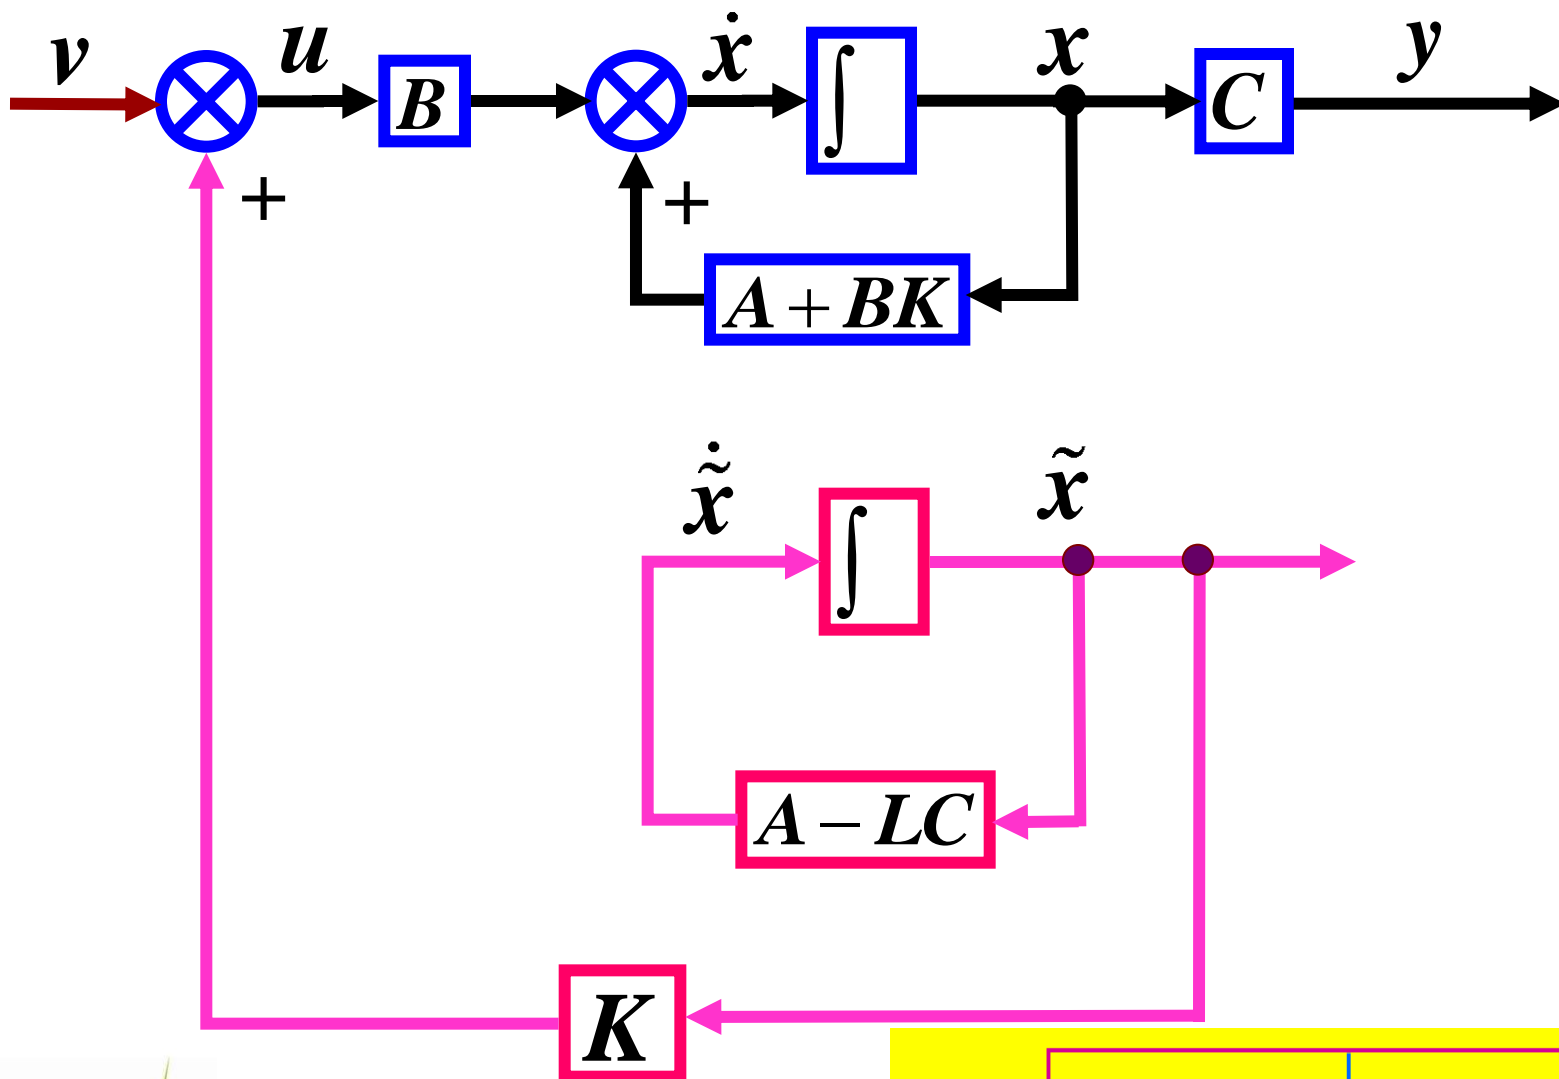 v u B ẋ ∫ x C y
+ +
A + BK
x̃̇ ∫ x̃
A − LC
K